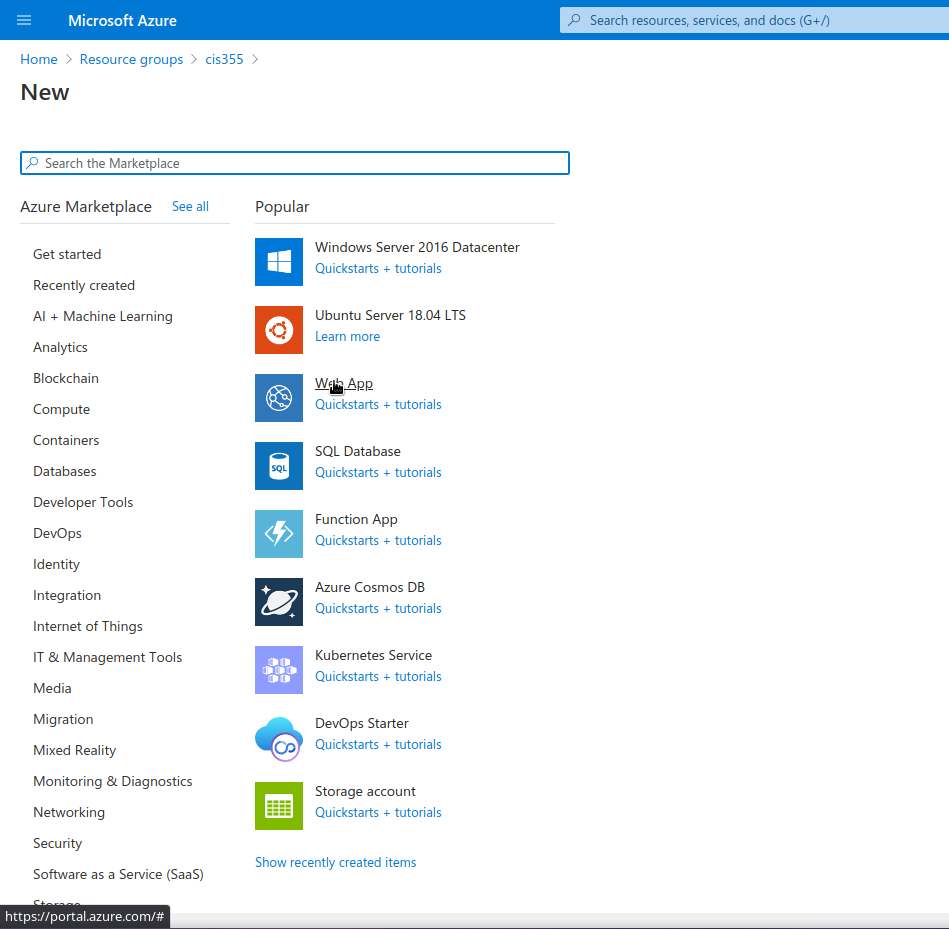 Microsoft Azure
Search resources, services, and docs (G+/)
Home > Resource groups > cis355 >
New
Search the Marketplace
Azure Marketplace See all
Get started
Recently created
AI + Machine Learning
Analytics
Blockchain
Compute
Containers
Databases
Developer Tools
DevOps
Identity
Integration
Internet of Things
IT & Management Tools
Media
Migration
Mixed Reality
Monitoring & Diagnostics
Networking
Security
Software as a Service (SaaS)
Storage
Popular
Windows Server 2016 Datacenter
Quickstarts + tutorials
Ubuntu Server 18.04 LTS
Learn more
Web App
Quickstarts + tutorials
SQL
SQL Database
Quickstarts + tutorials
Function App
Quickstarts + tutorials
Azure Cosmos DB
Quickstarts + tutorials
Kubernetes Service
Quickstarts + tutorials
DevOps Starter
Quickstarts + tutorials
Storage account
Quickstarts + tutorials
Show recently created items
https://portal.azure.com/#